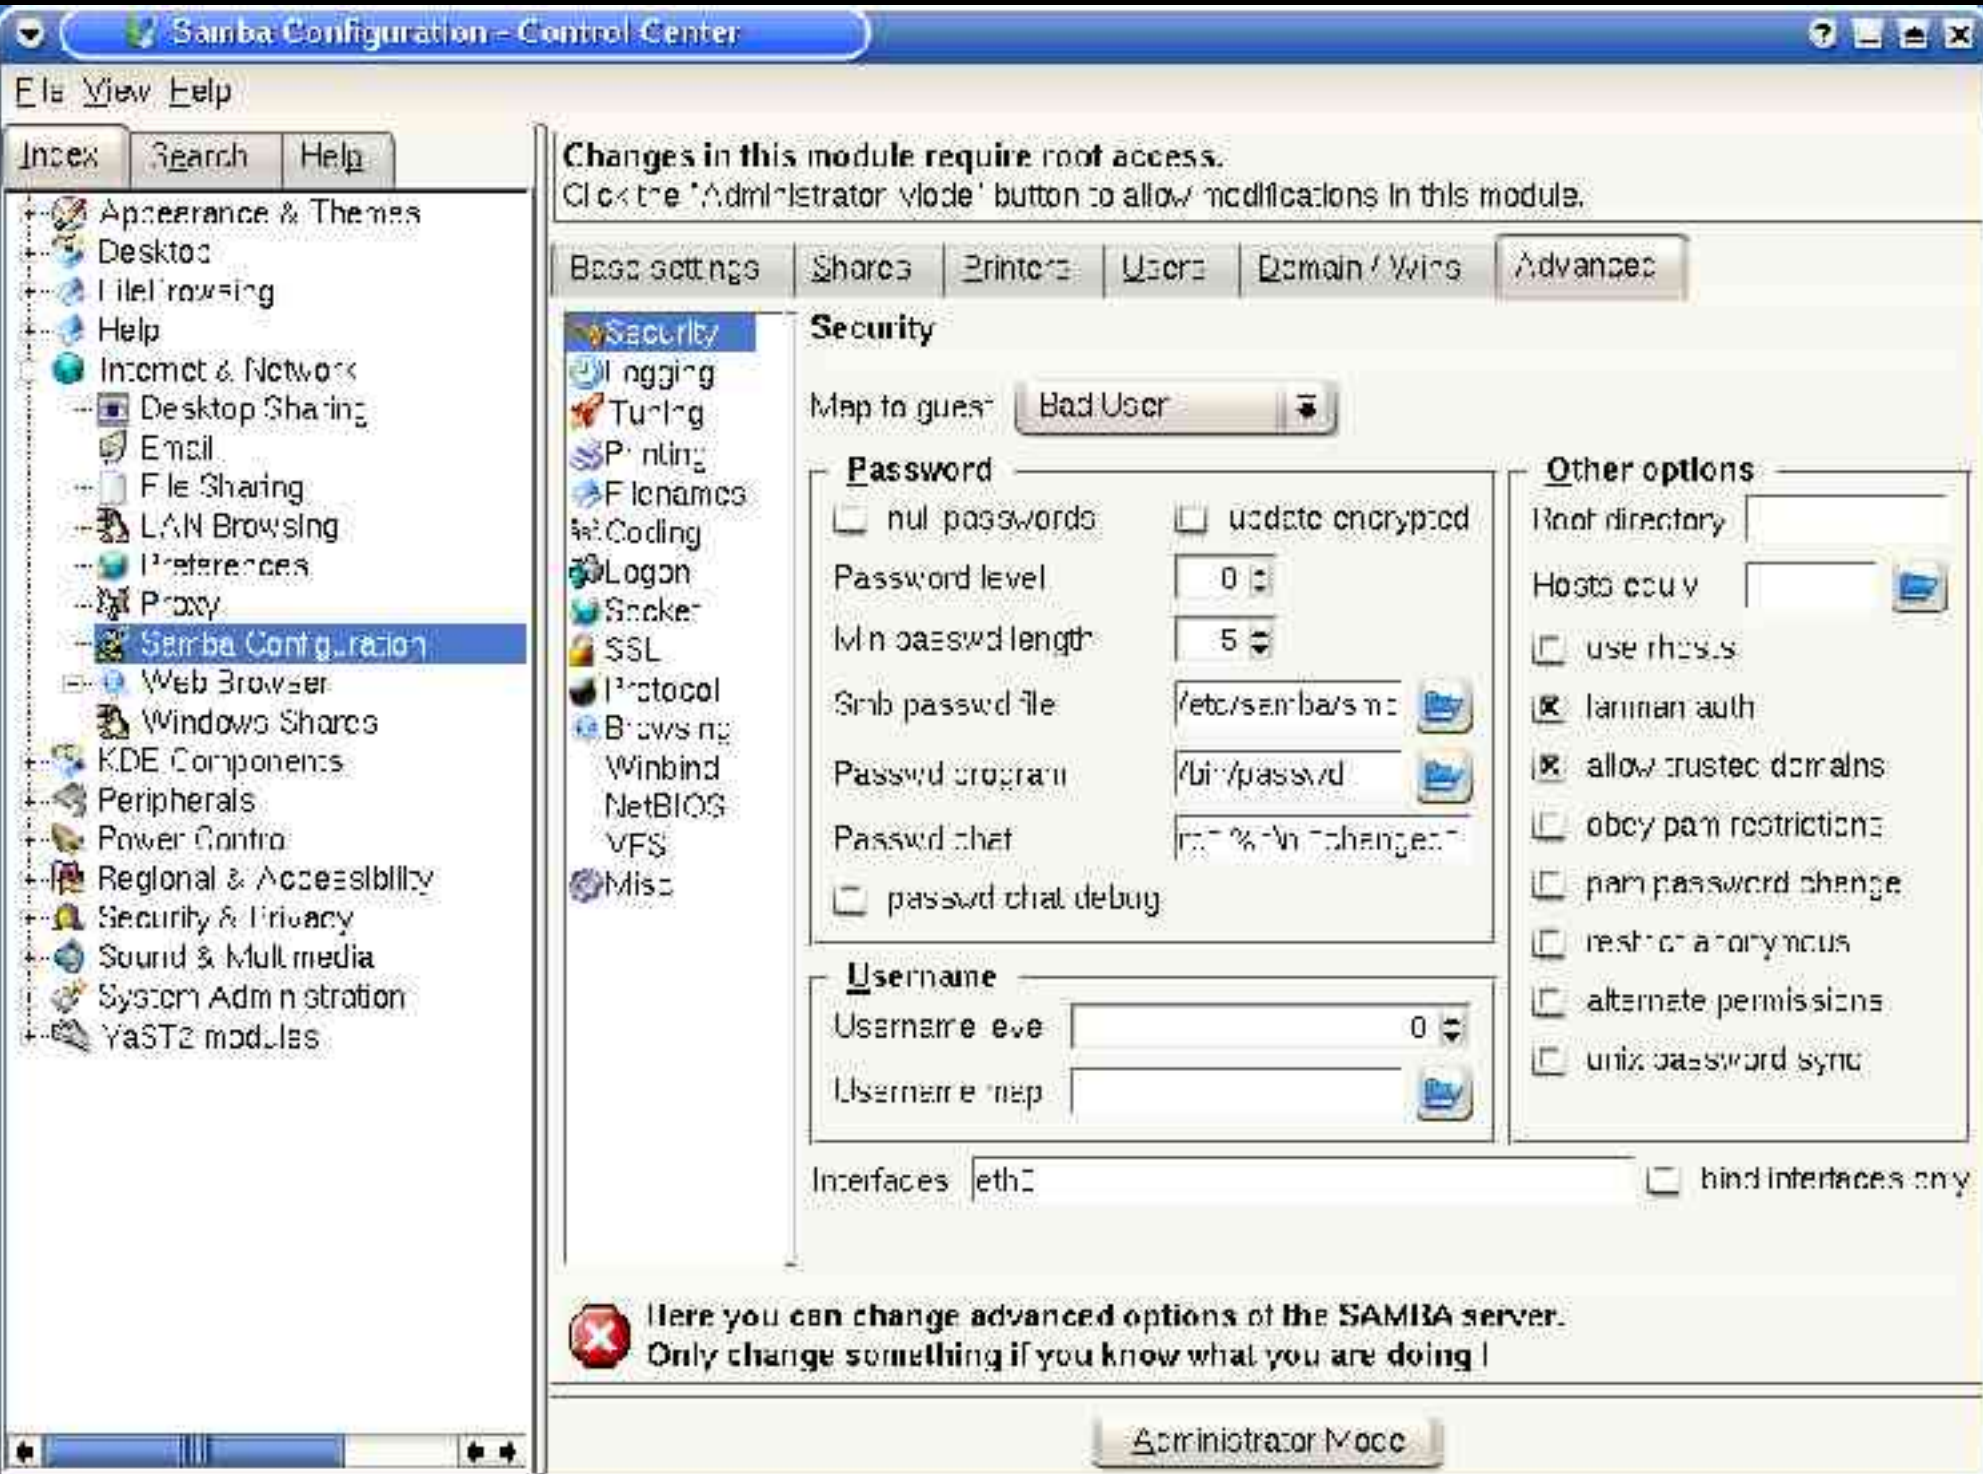 Samba Configuration - Control Center
File View Help
Index Search Help
Appearance & Themes
Desktop
FileBrowsing
Help
Internet & Network
Desktop Sharing
Email
File Sharing
LAN Browsing
Preferences
Proxy
Samba Configuration
Web Browser
Windows Shares
KDE Components
Peripherals
Power Control
Regional & Accessibility
Security & Privacy
Sound & Multimedia
System Administration
YaST2 modules
Changes in this module require root access.
Click the "Administrator Mode" button to allow modifications in this module.
Base settings Shares Printers Users Domain / Wins Advanced
Security
Logging
Tuning
Printing
Filenames
Coding
Logon
Socket
SSL
Protocol
Browsing
Winbind
NetBIOS
VFS
Misc
Security
Map to guest Bad User
Password
null passwords update encrypted
Password level 0
Min passwd length 5
Smb passwd file /etc/samba/smb
Passwd program /bin/passwd
Passwd chat
passwd chat debug
Username
Username level 0
Username map
Other options
Root directory
Hosts equiv
use rhosts
lanman auth
allow trusted domains
obey pam restrictions
pam password change
restrict anonymous
alternate permissions
unix password sync
Interfaces bind interfaces only
Here you can change advanced options of the SAMBA server.
Only change something if you know what you are doing !
Administrator Mode